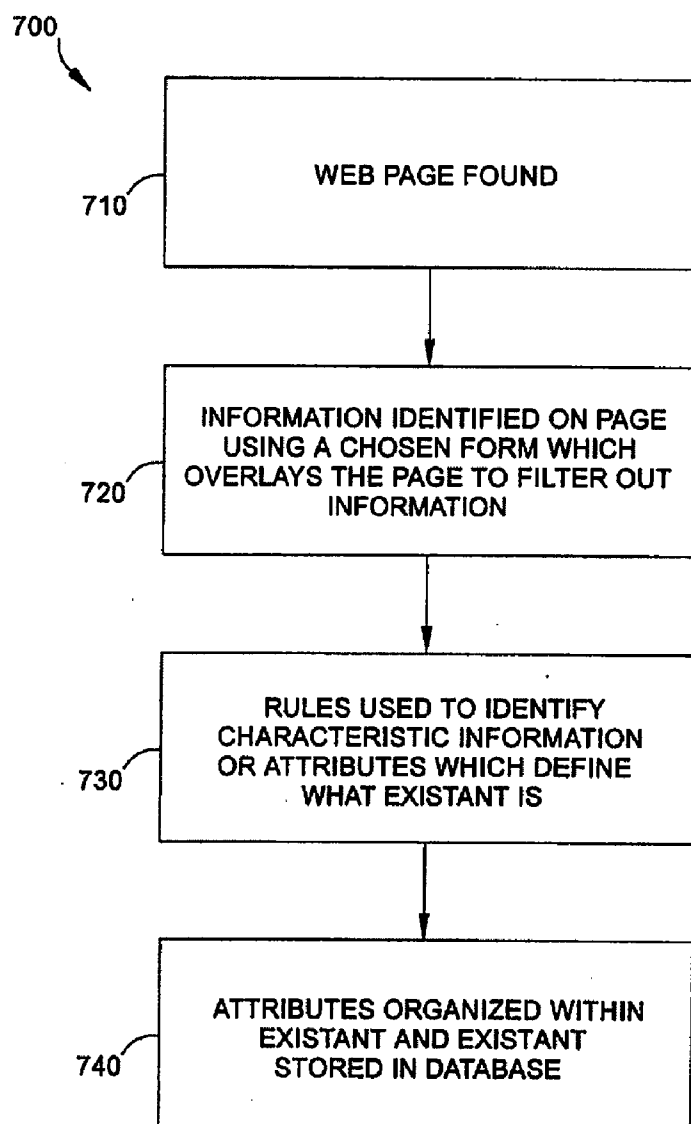 700
WEB PAGE FOUND
710
INFORMATION IDENTIFIED ON PAGE
USING A CHOSEN FORM WHICH
OVERLAYS THE PAGE TO FILTER OUT
INFORMATION
720
RULES USED TO IDENTIFY
CHARACTERISTIC INFORMATION
OR ATTRIBUTES WHICH DEFINE
WHAT EXISTANT IS
730
ATTRIBUTES ORGANIZED WITHIN
EXISTANT AND EXISTANT
STORED IN DATABASE
740